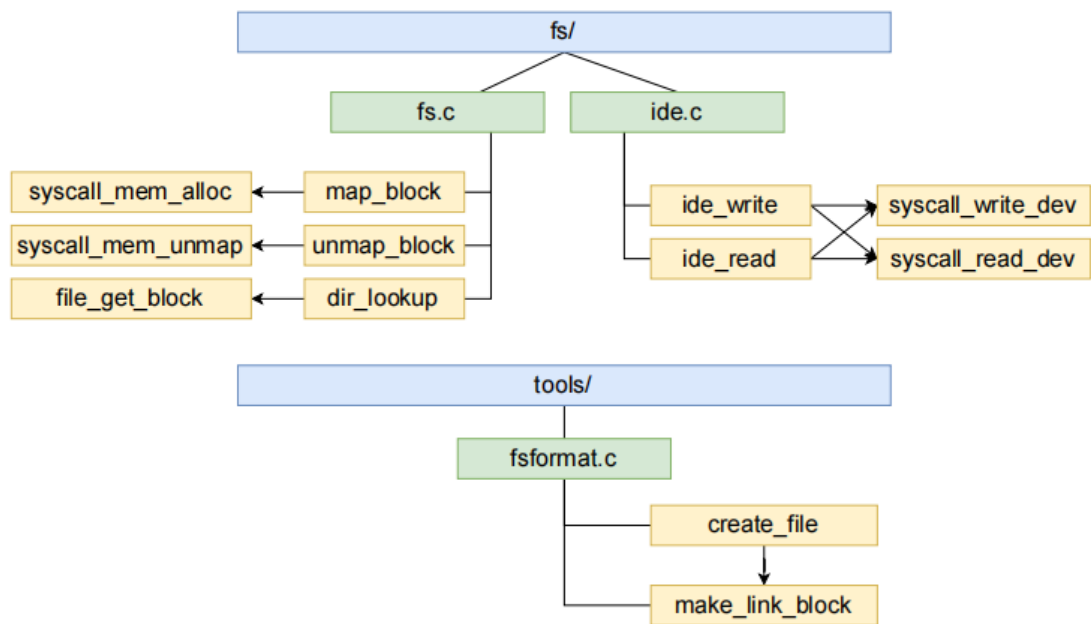 fs/
fs.c
ide.c
syscall_mem_alloc
map_block
ide_write
syscall_write_dev
syscall_mem_unmap
unmap_block
ide_read
syscall_read_dev
file_get_block
dir_lookup
tools/
fsformat.c
create_file
make_link_block